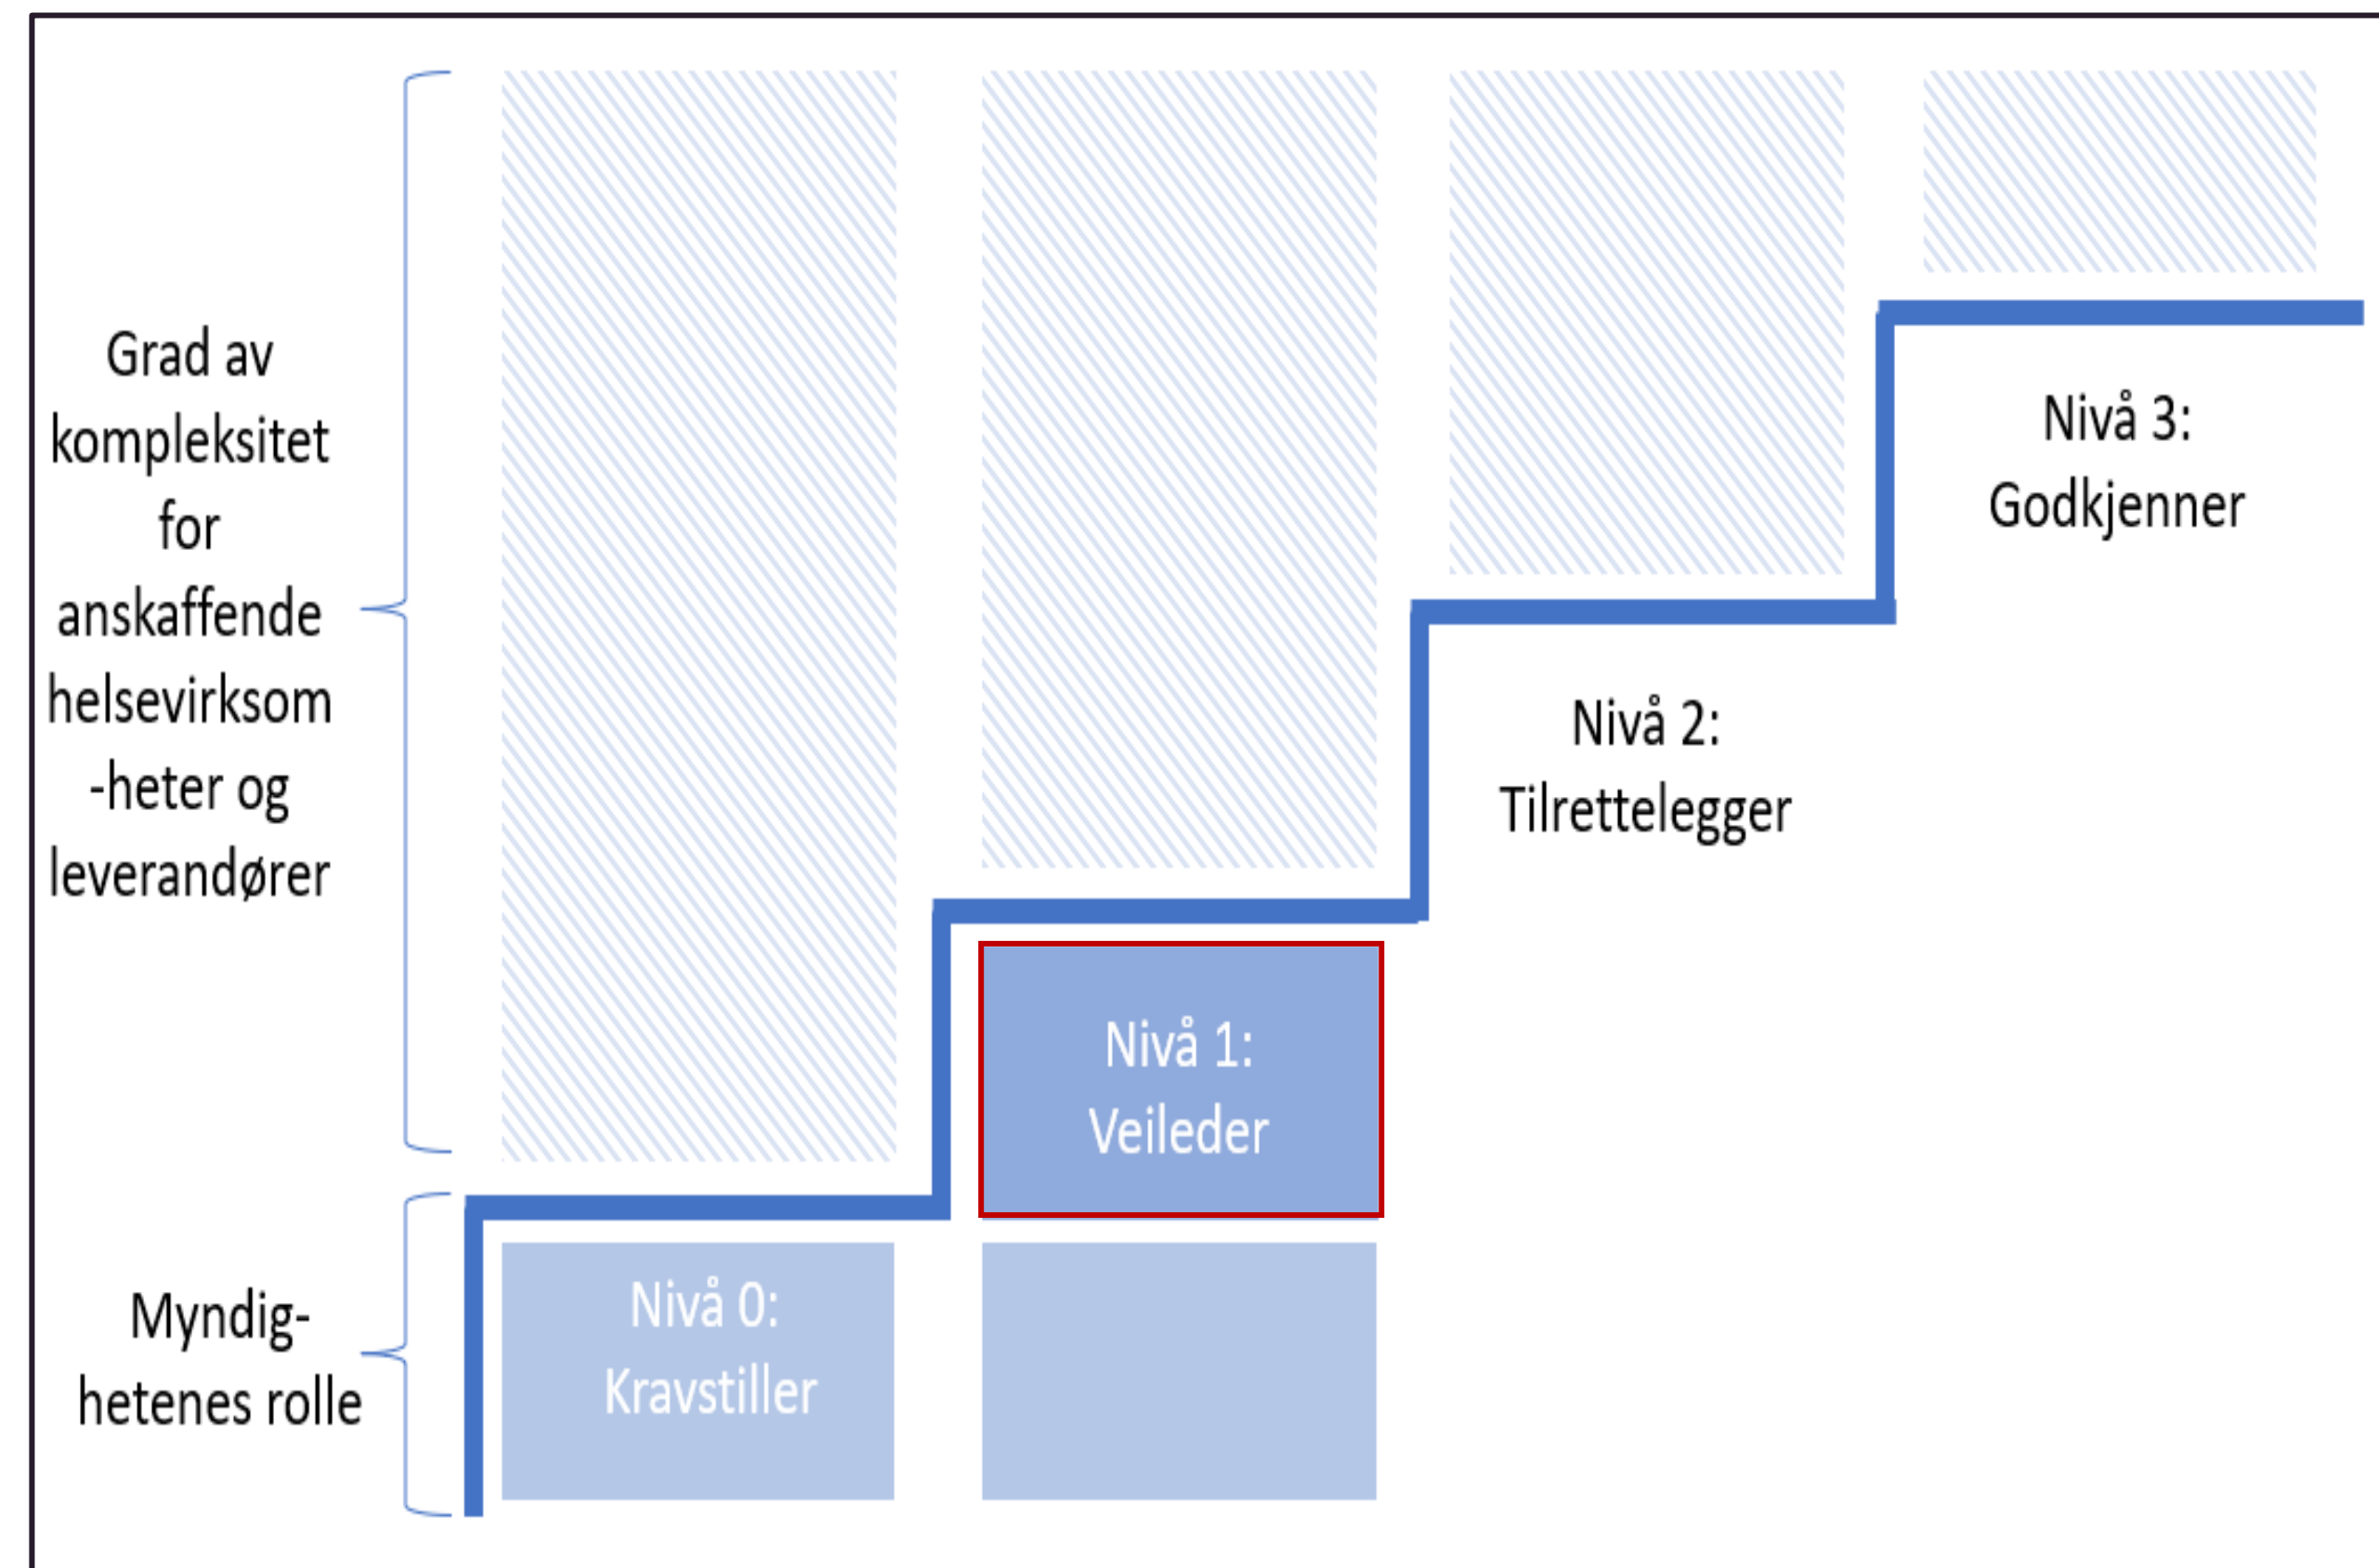 Grad av
kompleksitet
for
anskaffende
helsevirksom
-heter og
leverandører
Myndig-
hetenes rolle
Nivå 0:
Kravstiller
Nivå 1:
Veileder
Nivå 2:
Tilrettelegger
Nivå 3:
Godkjenner